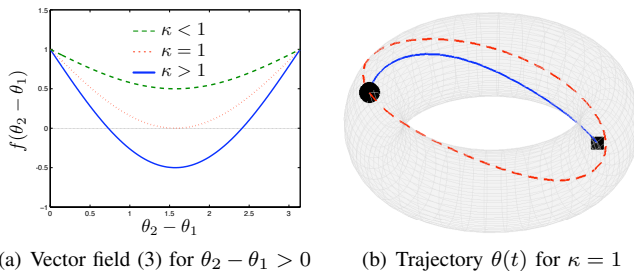 1.5
1
0.5
0
-0.5
-1
f(θ₂ − θ₁)
κ < 1
κ = 1
κ > 1
0 0.5 1 1.5 2 2.5 3
θ₂ − θ₁
(a) Vector field (3) for θ₂ − θ₁ > 0
(b) Trajectory θ(t) for κ = 1